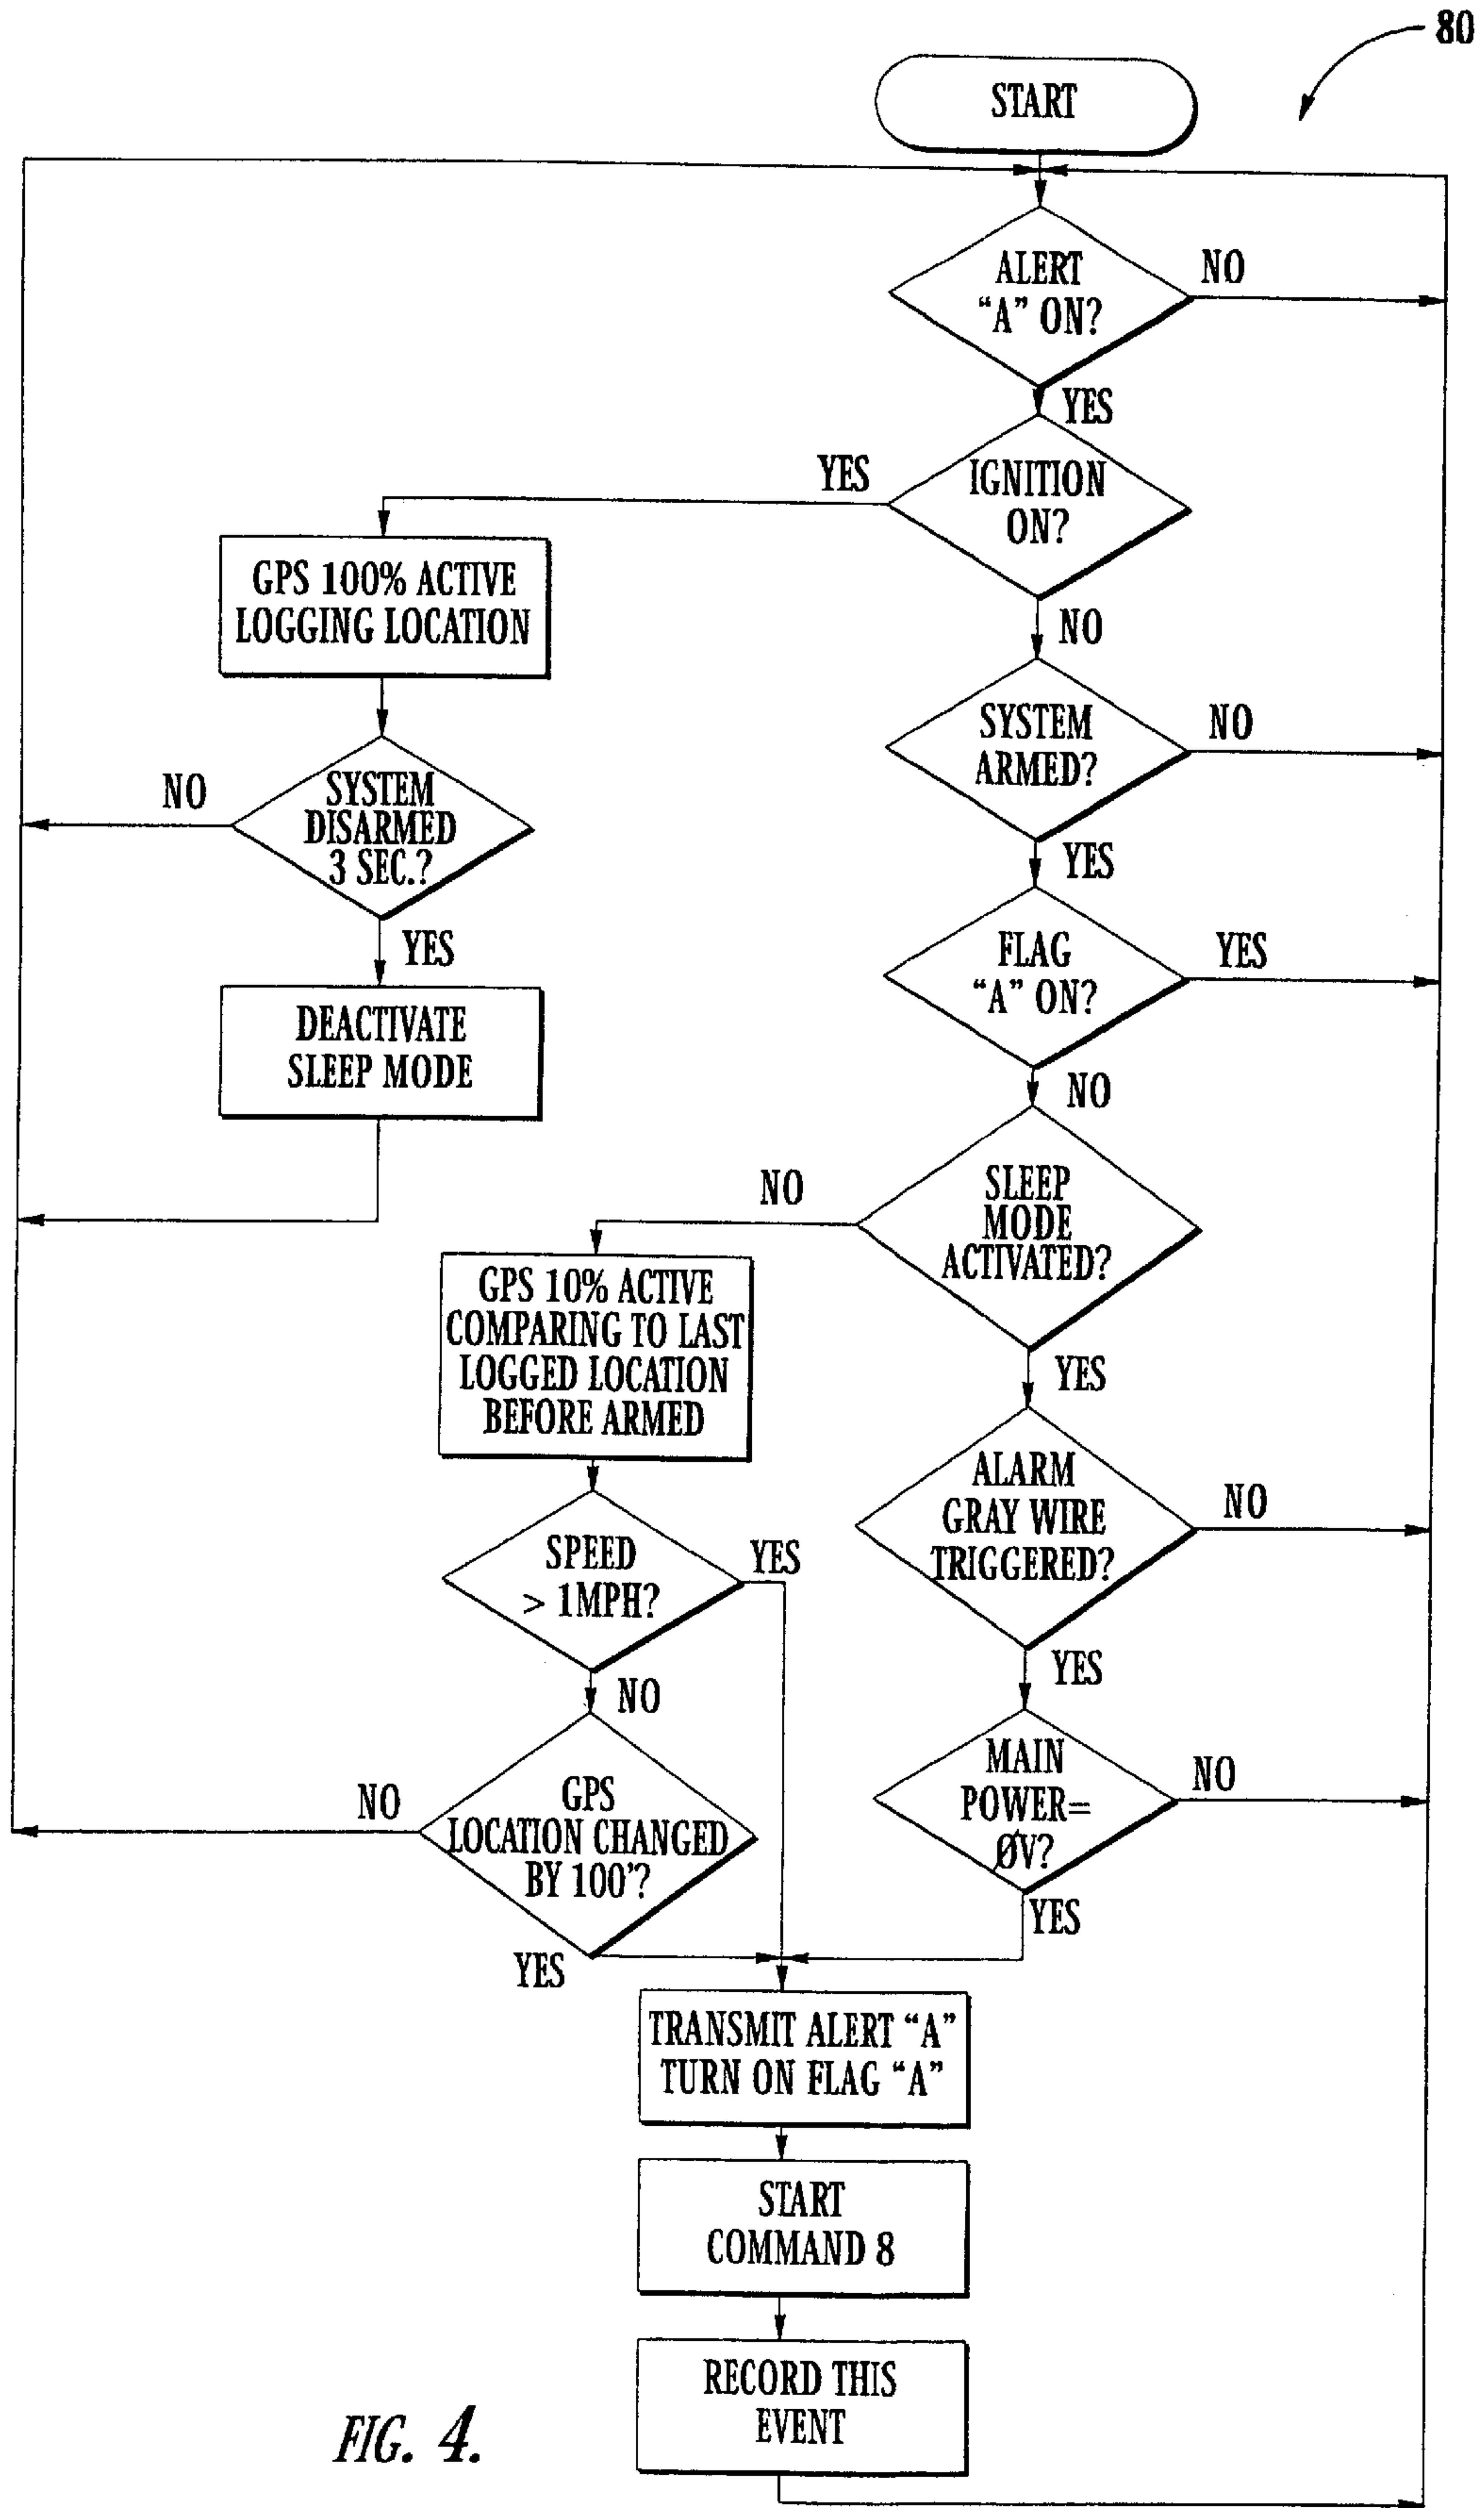 80
START
ALERT
“A” ON?
NO
YES
IGNITION
ON?
YES
NO
GPS 100% ACTIVE
LOGGING LOCATION
SYSTEM
ARMED?
NO
YES
SYSTEM
DISARMED
3 SEC.?
NO
YES
FLAG
“A” ON?
YES
NO
DEACTIVATE
SLEEP MODE
SLEEP
MODE
ACTIVATED?
NO
YES
GPS 10% ACTIVE
COMPARING TO LAST
LOGGED LOCATION
BEFORE ARMED
ALARM
GRAY WIRE
TRIGGERED?
NO
YES
SPEED
> 1MPH?
YES
NO
MAIN
POWER=
ØV?
NO
YES
GPS
LOCATION CHANGED
BY 100'?
NO
YES
TRANSMIT ALERT “A”
TURN ON FLAG “A”
START
COMMAND 8
RECORD THIS
EVENT
FIG. 4.